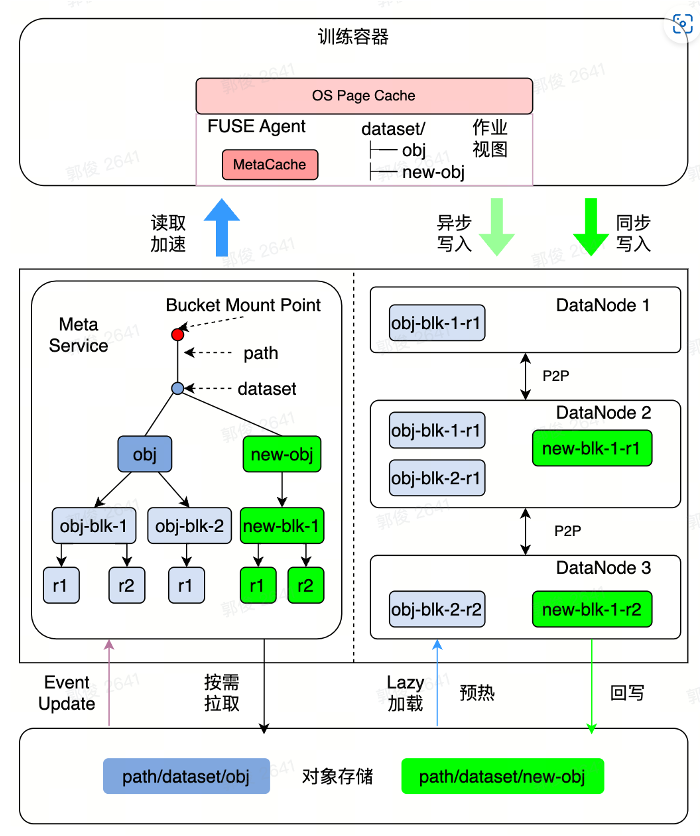 训练容器
OS Page Cache
FUSE Agent
MetaCache
dataset/
├── obj
├── new-obj
作业
视图
读取
加速
异步
写入
同步
写入
Meta
Service
Bucket Mount Point
path
dataset
obj
new-obj
obj-blk-1
obj-blk-2
new-blk-1
r1
r2
r1
r1
r2
DataNode 1
obj-blk-1-r1
P2P
DataNode 2
obj-blk-1-r1
obj-blk-2-r1
new-blk-1-r1
P2P
DataNode 3
obj-blk-2-r2
new-blk-1-r2
Event
Update
按需
拉取
Lazy
加载
预热
回写
path/dataset/obj
对象存储
path/dataset/new-obj
郭俊 2641